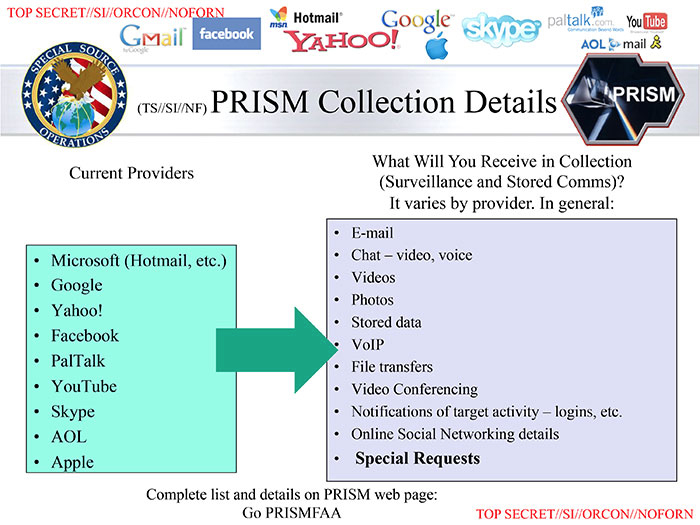 TOP SECRET//SI//ORCON//NOFORN
Gmail
by Google
facebook
msn
Hotmail
YAHOO!
Google
skype
paltalk.com
Communication Beyond Words
YouTube
AOL mail
SPECIAL SOURCE
OPERATIONS
(TS//SI//NF) PRISM Collection Details
PRISM
Current Providers
• Microsoft (Hotmail, etc.)
• Google
• Yahoo!
• Facebook
• PalTalk
• YouTube
• Skype
• AOL
• Apple
What Will You Receive in Collection
(Surveillance and Stored Comms)?
It varies by provider. In general:
• E-mail
• Chat – video, voice
• Videos
• Photos
• Stored data
• VoIP
• File transfers
• Video Conferencing
• Notifications of target activity – logins, etc.
• Online Social Networking details
• Special Requests
Complete list and details on PRISM web page:
Go PRISMFAA
TOP SECRET//SI//ORCON//NOFORN